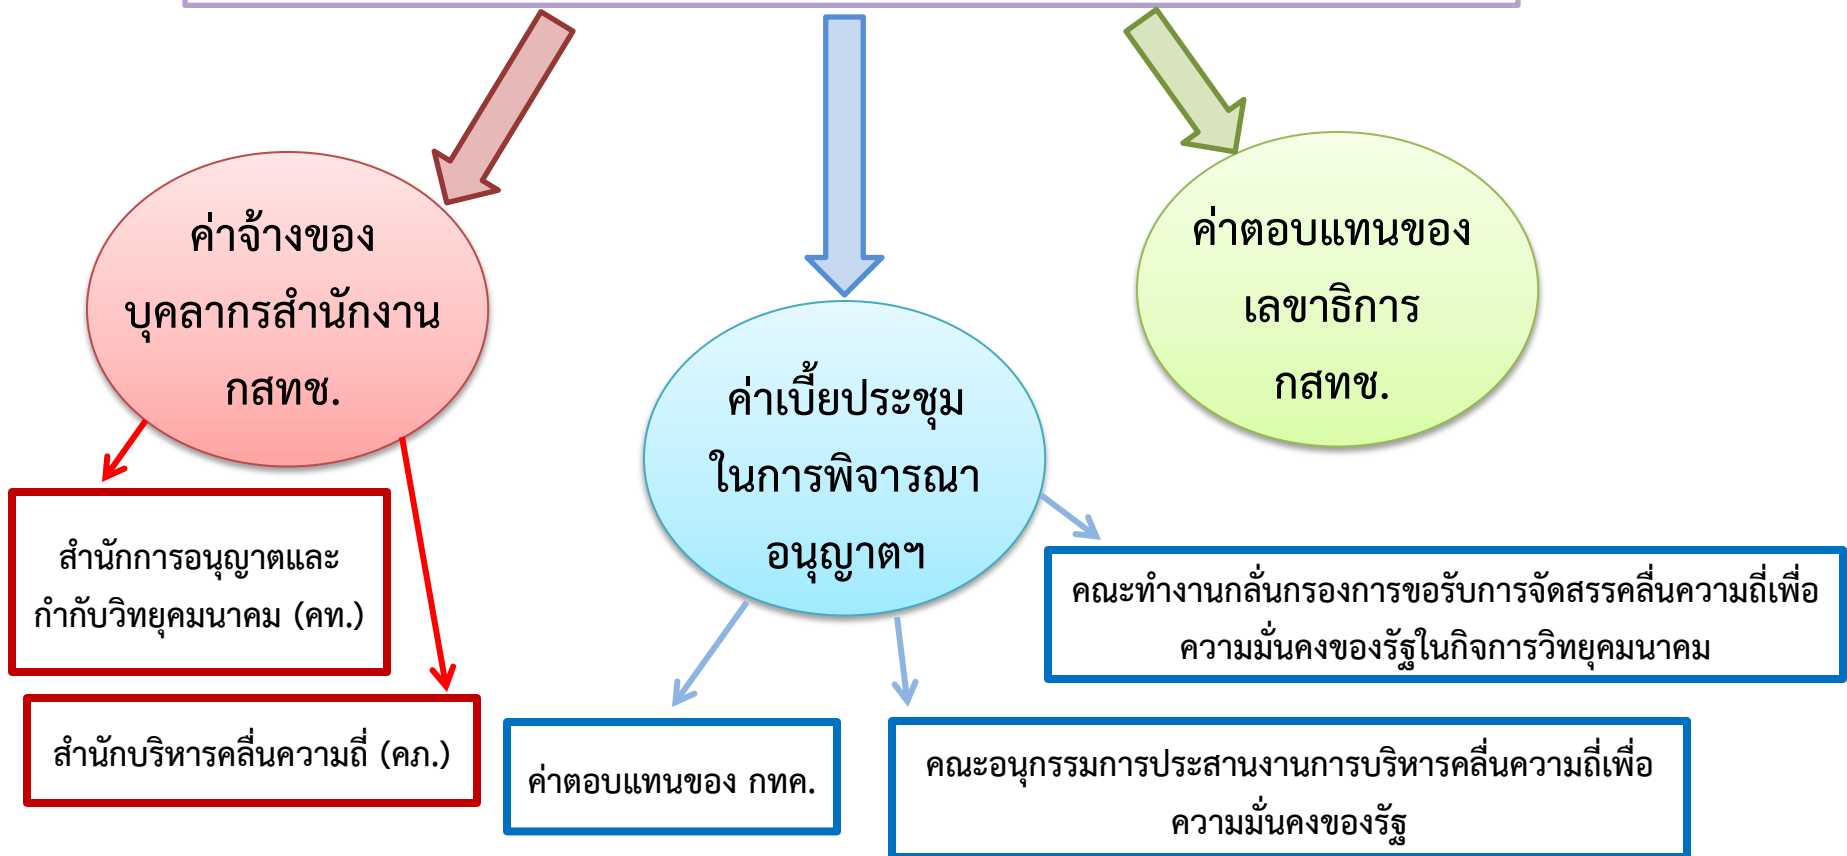 ค่าจ้างของ
บุคลากรสำนักงาน
กสทช.
ค่าเบี้ยประชุม
ในการพิจารณา
อนุญาตฯ
ค่าตอบแทนของ
เลขาธิการ
กสทช.
สำนักการอนุญาตและ
กำกับวิทยุคมนาคม (คท.)
สำนักบริหารคลื่นความถี่ (คภ.)
ค่าตอบแทนของ กทค.
คณะอนุกรรมการประสานงานการบริหารคลื่นความถี่เพื่อ
ความมั่นคงของรัฐ
คณะทำงานกลั่นกรองการขอรับการจัดสรรคลื่นความถี่เพื่อ
ความมั่นคงของรัฐในกิจการวิทยุคมนาคม